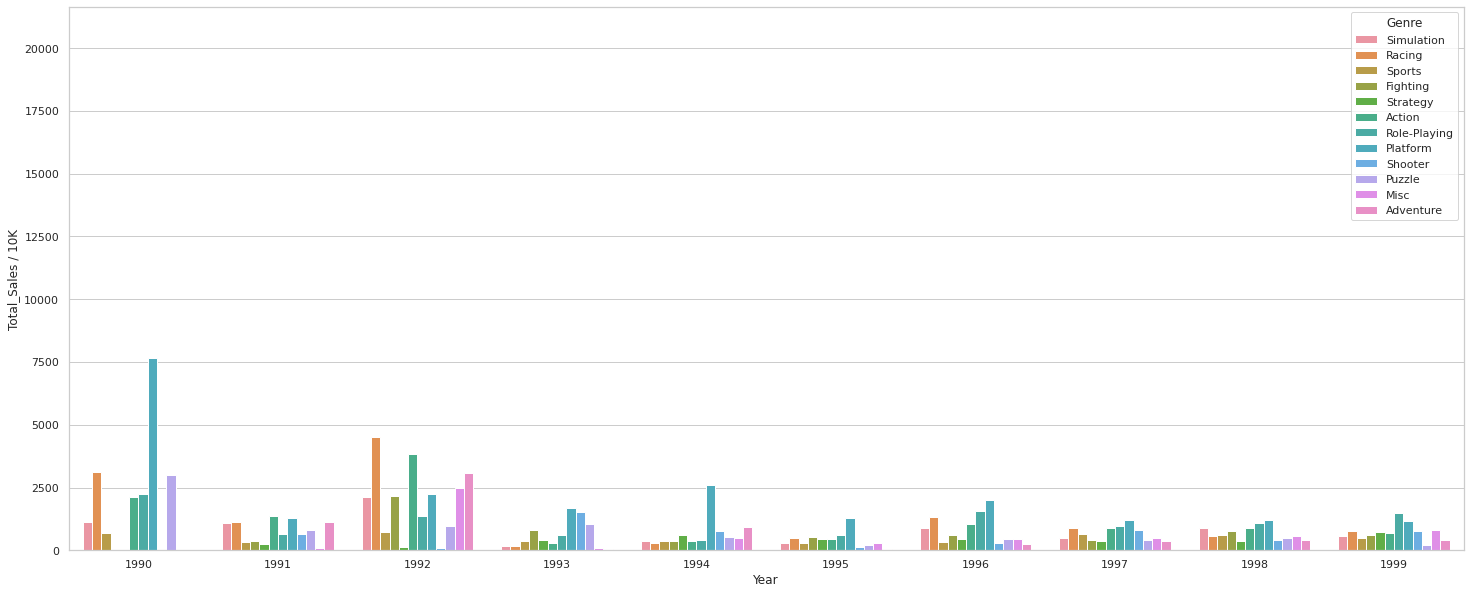 Genre
Simulation
Racing
Sports
Fighting
Strategy
Action
Role-Playing
Platform
Shooter
Puzzle
Misc
Adventure
20000
17500
15000
12500
10000
7500
5000
2500
0
Total_Sales / 10K
1990 1991 1992 1993 1994 1995 1996 1997 1998 1999
Year